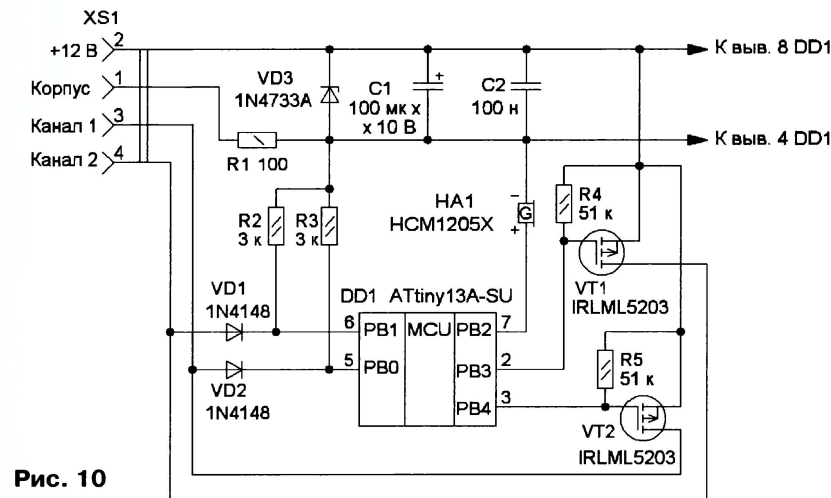 XS1
+12 В 2
Корпус 1
Канал 1 3
Канал 2 4
К выв. 8 DD1
VD3
1N4733A
C1
100 мк х
х 10 В
+
C2
100 н
К выв. 4 DD1
R1 100
HA1
HCM1205X
−
G
+
R4
51 к
R2
3 к
R3
3 к
VT1
IRLML5203
VD1
1N4148
DD1 ATtiny13A-SU
6 PB1 MCU PB2 7
5 PB0 PB3 2
PB4 3
VD2
1N4148
R5
51 к
VT2
IRLML5203
Рис. 10